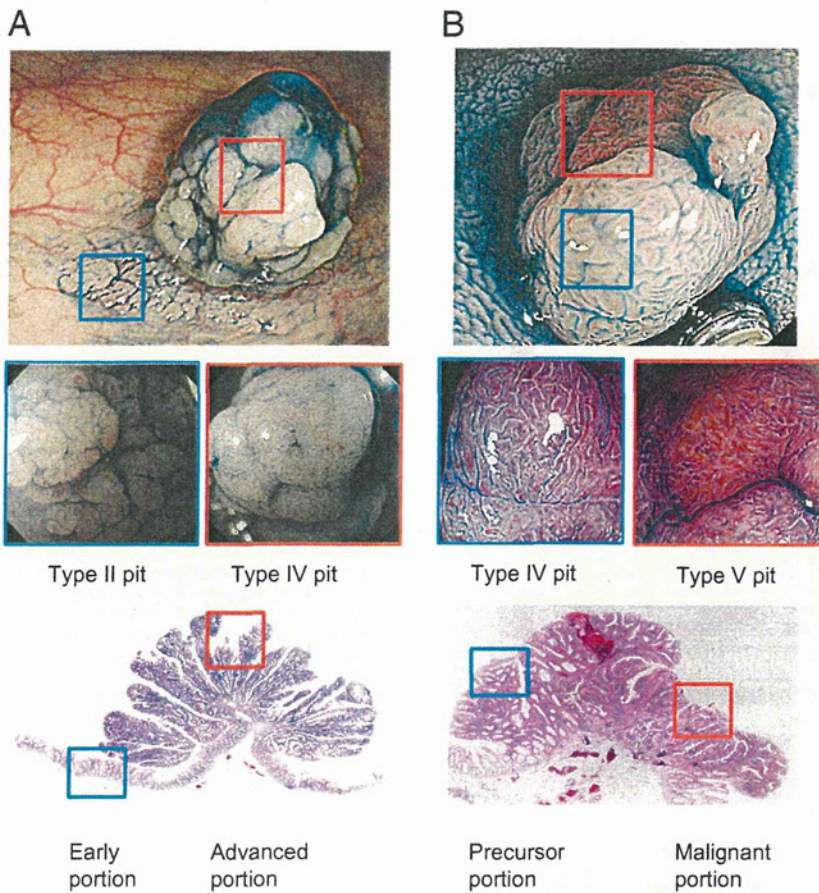 A
B
Type II pit
Type IV pit
Type IV pit
Type V pit
Early portion
Advanced portion
Precursor portion
Malignant portion